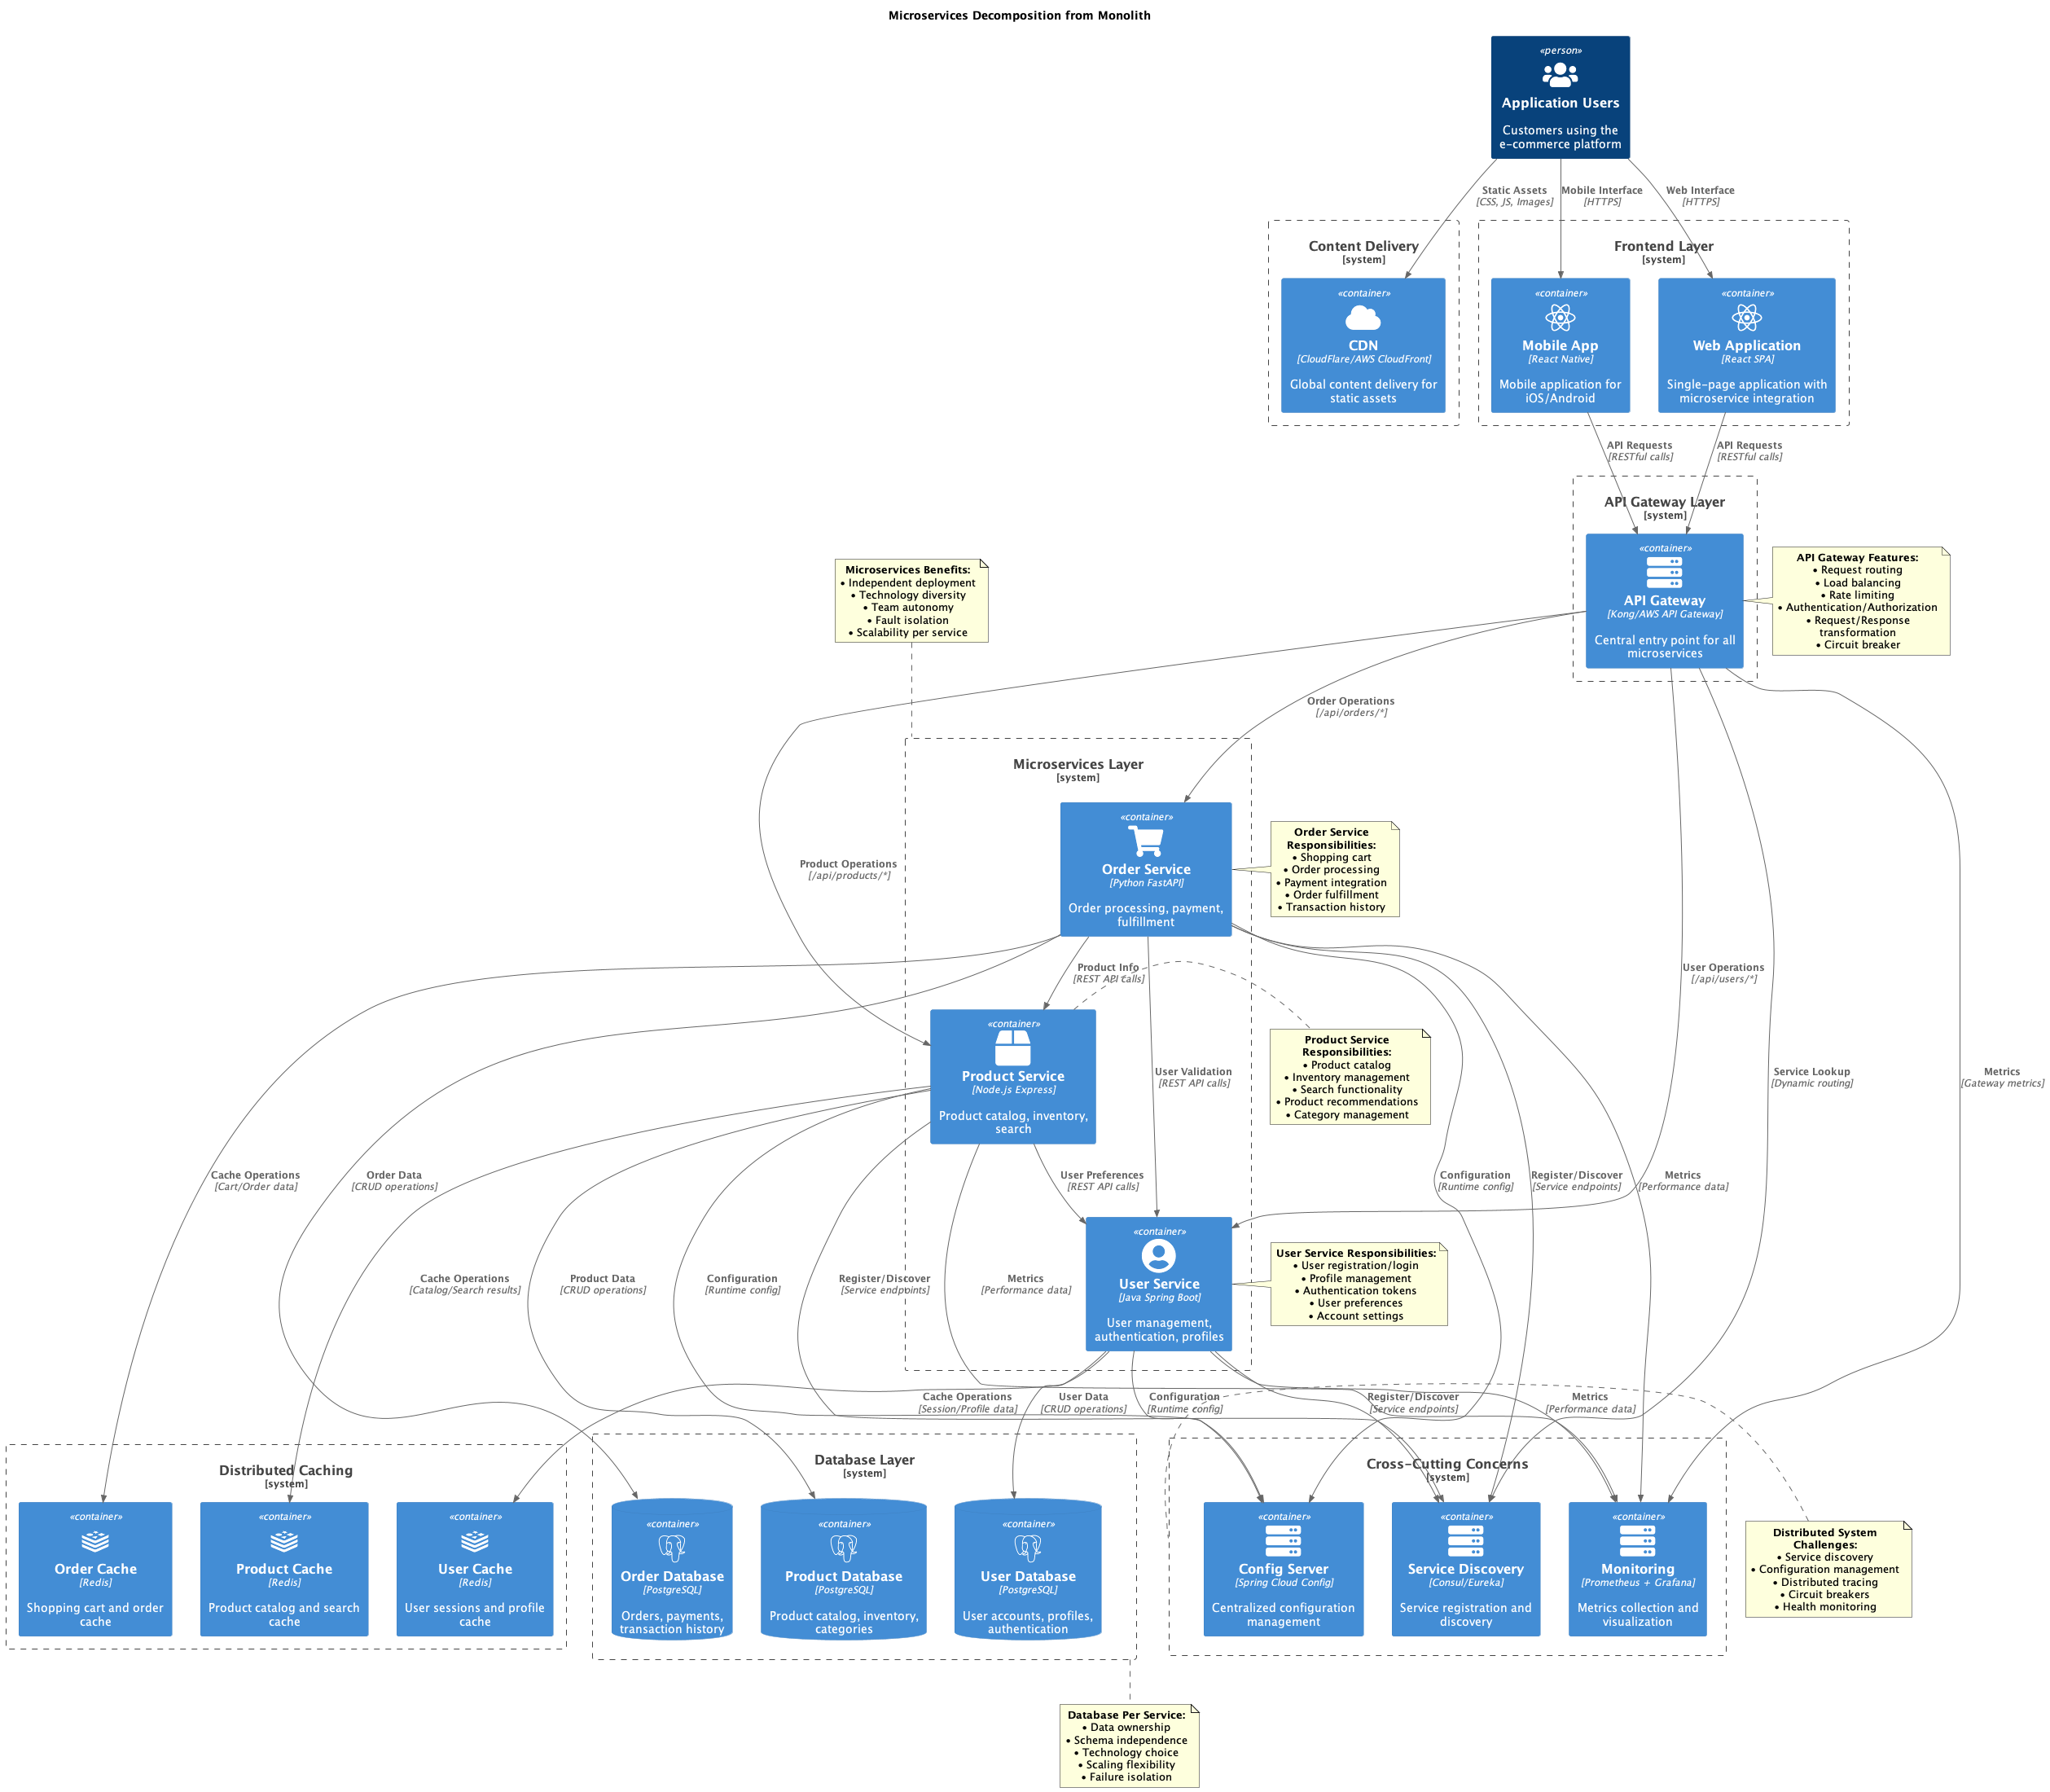 Microservices Decomposition from Monolith
«person»
Application Users
Customers using the
e-commerce platform
Static Assets
[CSS, JS, Images]
Mobile Interface
[HTTPS]
Web Interface
[HTTPS]
Content Delivery
[system]
Frontend Layer
[system]
«container»
CDN
[CloudFlare/AWS CloudFront]
Global content delivery for
static assets
«container»
Mobile App
[React Native]
Mobile application for
iOS/Android
«container»
Web Application
[React SPA]
Single-page application with
microservice integration
API Requests
[RESTful calls]
API Requests
[RESTful calls]
API Gateway Layer
[system]
«container»
API Gateway
[Kong/AWS API Gateway]
Central entry point for all
microservices
API Gateway Features:
• Request routing
• Load balancing
• Rate limiting
• Authentication/Authorization
• Request/Response
transformation
• Circuit breaker
Microservices Benefits:
• Independent deployment
• Technology diversity
• Team autonomy
• Fault isolation
• Scalability per service
Order Operations
[/api/orders/*]
Microservices Layer
[system]
«container»
Order Service
[Python FastAPI]
Order processing, payment,
fulfillment
Order Service
Responsibilities:
• Shopping cart
• Order processing
• Payment integration
• Order fulfillment
• Transaction history
Product Operations
[/api/products/*]
Product Info
[REST API calls]
User Operations
[/api/users/*]
«container»
Product Service
[Node.js Express]
Product catalog, inventory,
search
User Validation
[REST API calls]
Product Service
Responsibilities:
• Product catalog
• Inventory management
• Search functionality
• Product recommendations
• Category management
Service Lookup
[Dynamic routing]
Metrics
[Gateway metrics]
Cache Operations
[Cart/Order data]
Order Data
[CRUD operations]
User Preferences
[REST API calls]
Configuration
[Runtime config]
Register/Discover
[Service endpoints]
Metrics
[Performance data]
Cache Operations
[Catalog/Search results]
Product Data
[CRUD operations]
Configuration
[Runtime config]
Register/Discover
[Service endpoints]
Metrics
[Performance data]
«container»
User Service
[Java Spring Boot]
User management,
authentication, profiles
User Service Responsibilities:
• User registration/login
• Profile management
• Authentication tokens
• User preferences
• Account settings
Cache Operations
[Session/Profile data]
User Data
[CRUD operations]
Configuration
[Runtime config]
Register/Discover
[Service endpoints]
Metrics
[Performance data]
Distributed Caching
[system]
Database Layer
[system]
Cross-Cutting Concerns
[system]
«container»
Order Cache
[Redis]
Shopping cart and order
cache
«container»
Product Cache
[Redis]
Product catalog and search
cache
«container»
User Cache
[Redis]
User sessions and profile
cache
«container»
Order Database
[PostgreSQL]
Orders, payments,
transaction history
«container»
Product Database
[PostgreSQL]
Product catalog, inventory,
categories
«container»
User Database
[PostgreSQL]
User accounts, profiles,
authentication
«container»
Config Server
[Spring Cloud Config]
Centralized configuration
management
«container»
Service Discovery
[Consul/Eureka]
Service registration and
discovery
«container»
Monitoring
[Prometheus + Grafana]
Metrics collection and
visualization
Distributed System
Challenges:
• Service discovery
• Configuration management
• Distributed tracing
• Circuit breakers
• Health monitoring
Database Per Service:
• Data ownership
• Schema independence
• Technology choice
• Scaling flexibility
• Failure isolation